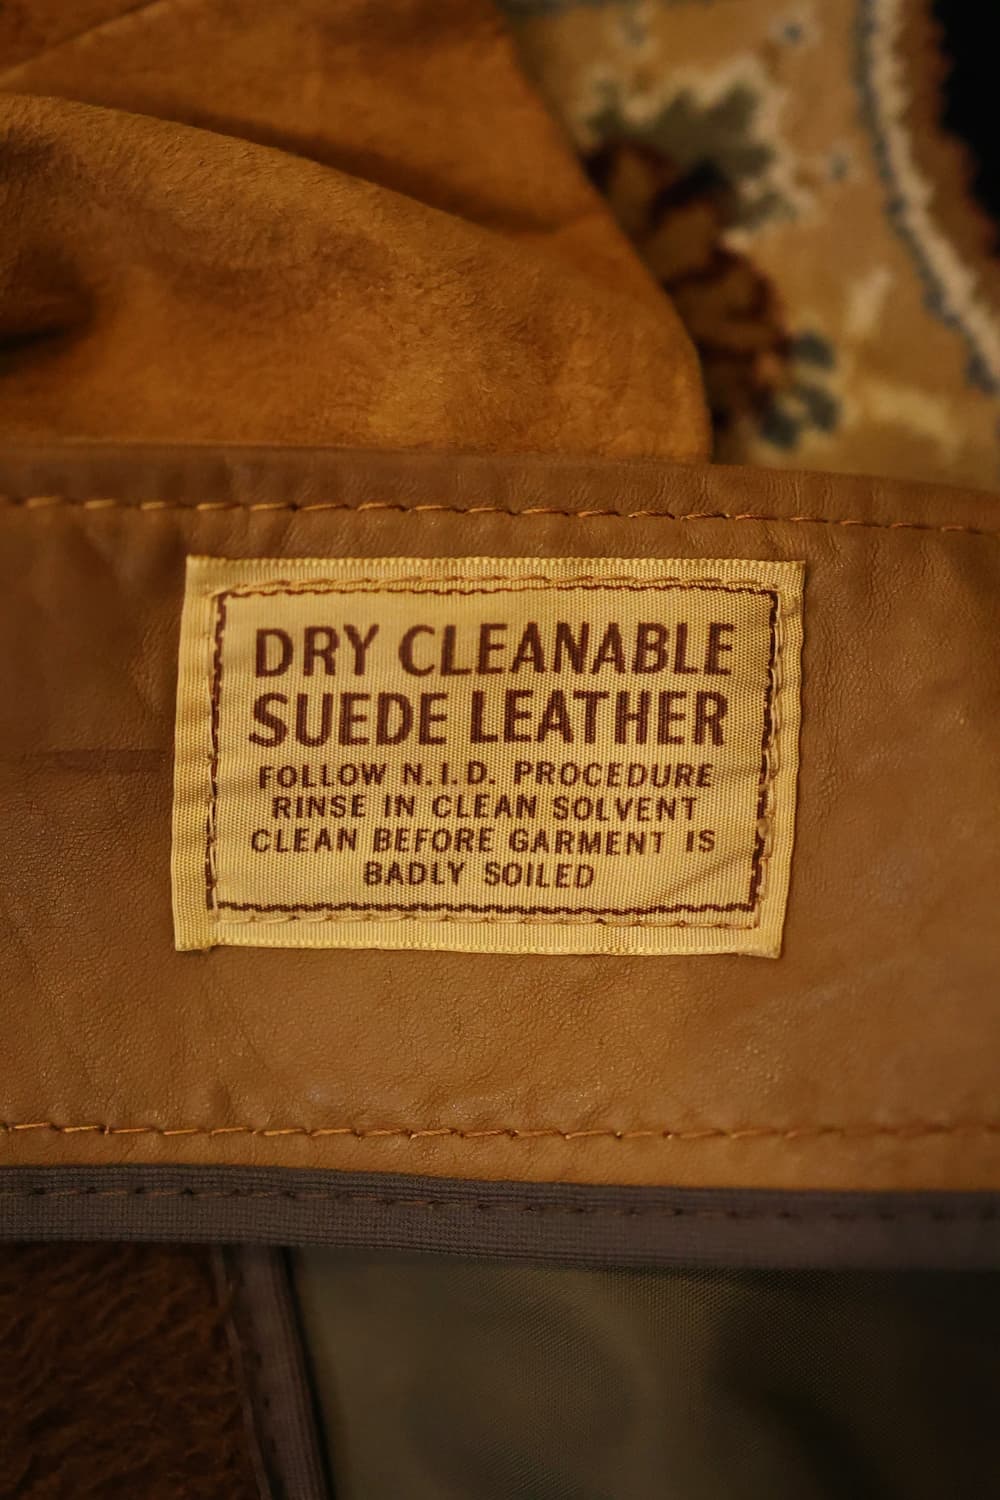 DRY CLEANABLE
SUEDE LEATHER
FOLLOW N.I.D. PROCEDURE
RINSE IN CLEAN SOLVENT
CLEAN BEFORE GARMENT IS
BADLY SOILED